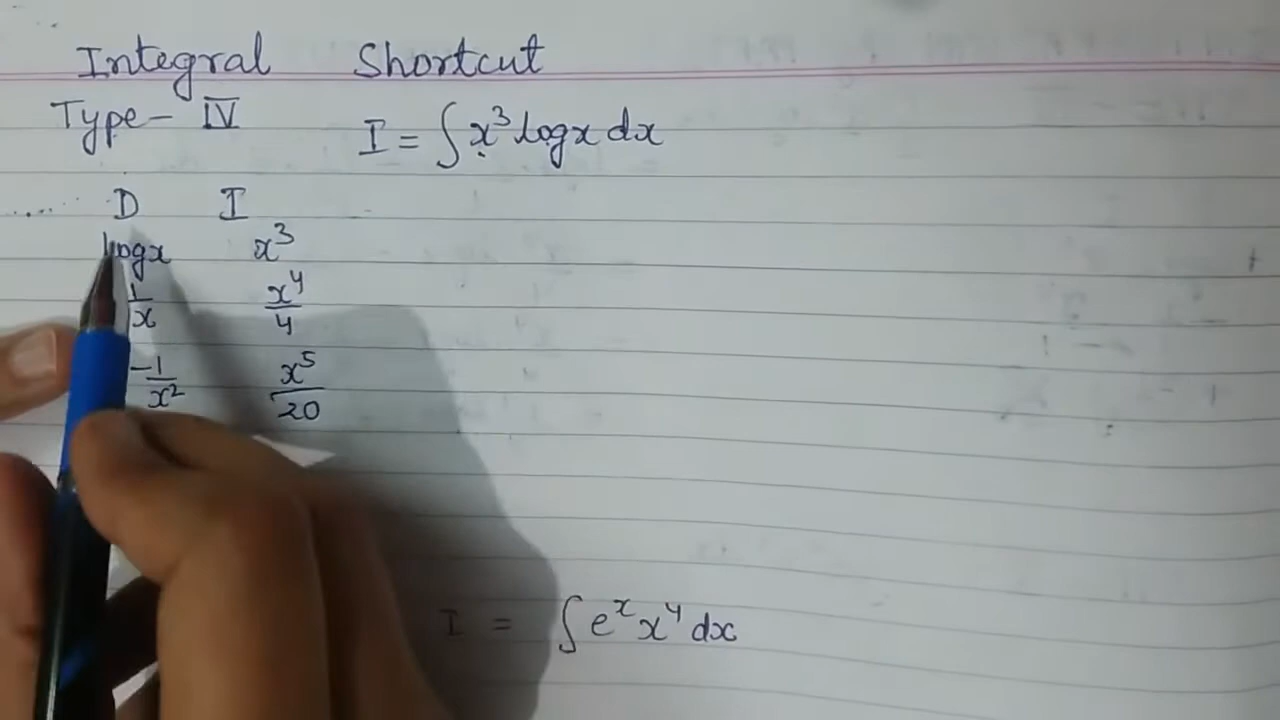 Integral Shortcut
Type- IV I = ∫ x³ logx dx
D I
logx x³
1/x x⁴/4
-1/x² x⁵/20
I = ∫ eˣ x⁴ dx